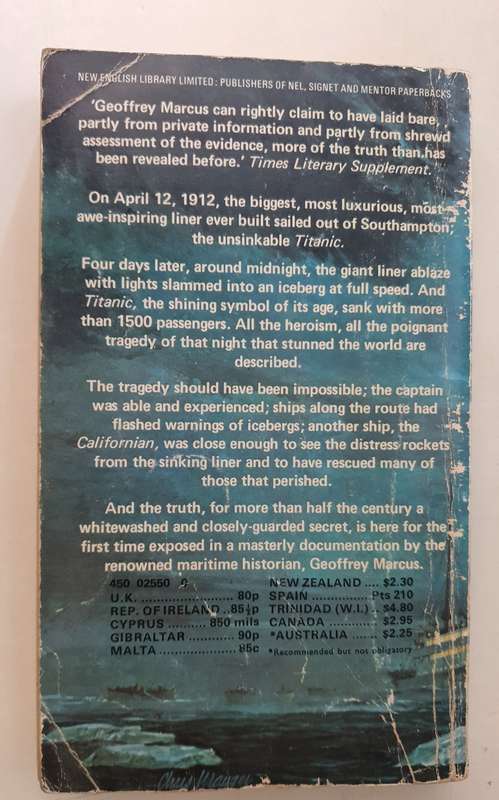 NEW ENGLISH LIBRARY LIMITED: PUBLISHERS OF NEL, SIGNET AND MENTOR PAPERBACKS
'Geoffrey Marcus can rightly claim to have laid bare,
partly from private information and partly from shrewd
assessment of the evidence, more of the truth than has
been revealed before.' Times Literary Supplement.
On April 12, 1912, the biggest, most luxurious, most
awe-inspiring liner ever built sailed out of Southampton;
the unsinkable Titanic.
Four days later, around midnight, the giant liner ablaze
with lights slammed into an iceberg at full speed. And
Titanic, the shining symbol of its age, sank with more
than 1500 passengers. All the heroism, all the poignant
tragedy of that night that stunned the world are
described.
The tragedy should have been impossible; the captain
was able and experienced; ships along the route had
flashed warnings of icebergs; another ship, the
Californian, was close enough to see the distress rockets
from the sinking liner and to have rescued many of
those that perished.
And the truth, for more than half the century a
whitewashed and closely-guarded secret, is here for the
first time exposed in a masterly documentation by the
renowned maritime historian, Geoffrey Marcus.
450 02550
U.K. ............... 80p
REP. OF IRELAND .. 85½p
CYPRUS ......... 850 mils
GIBRALTAR ......... 90p
MALTA ................. 85c
NEW ZEALAND .... $2.30
SPAIN ............. Pts 210
TRINIDAD (W.I.) .. $4.80
CANADA ........... $2.95
*AUSTRALIA ...... $2.25
*Recommended but not obligatory
Chris